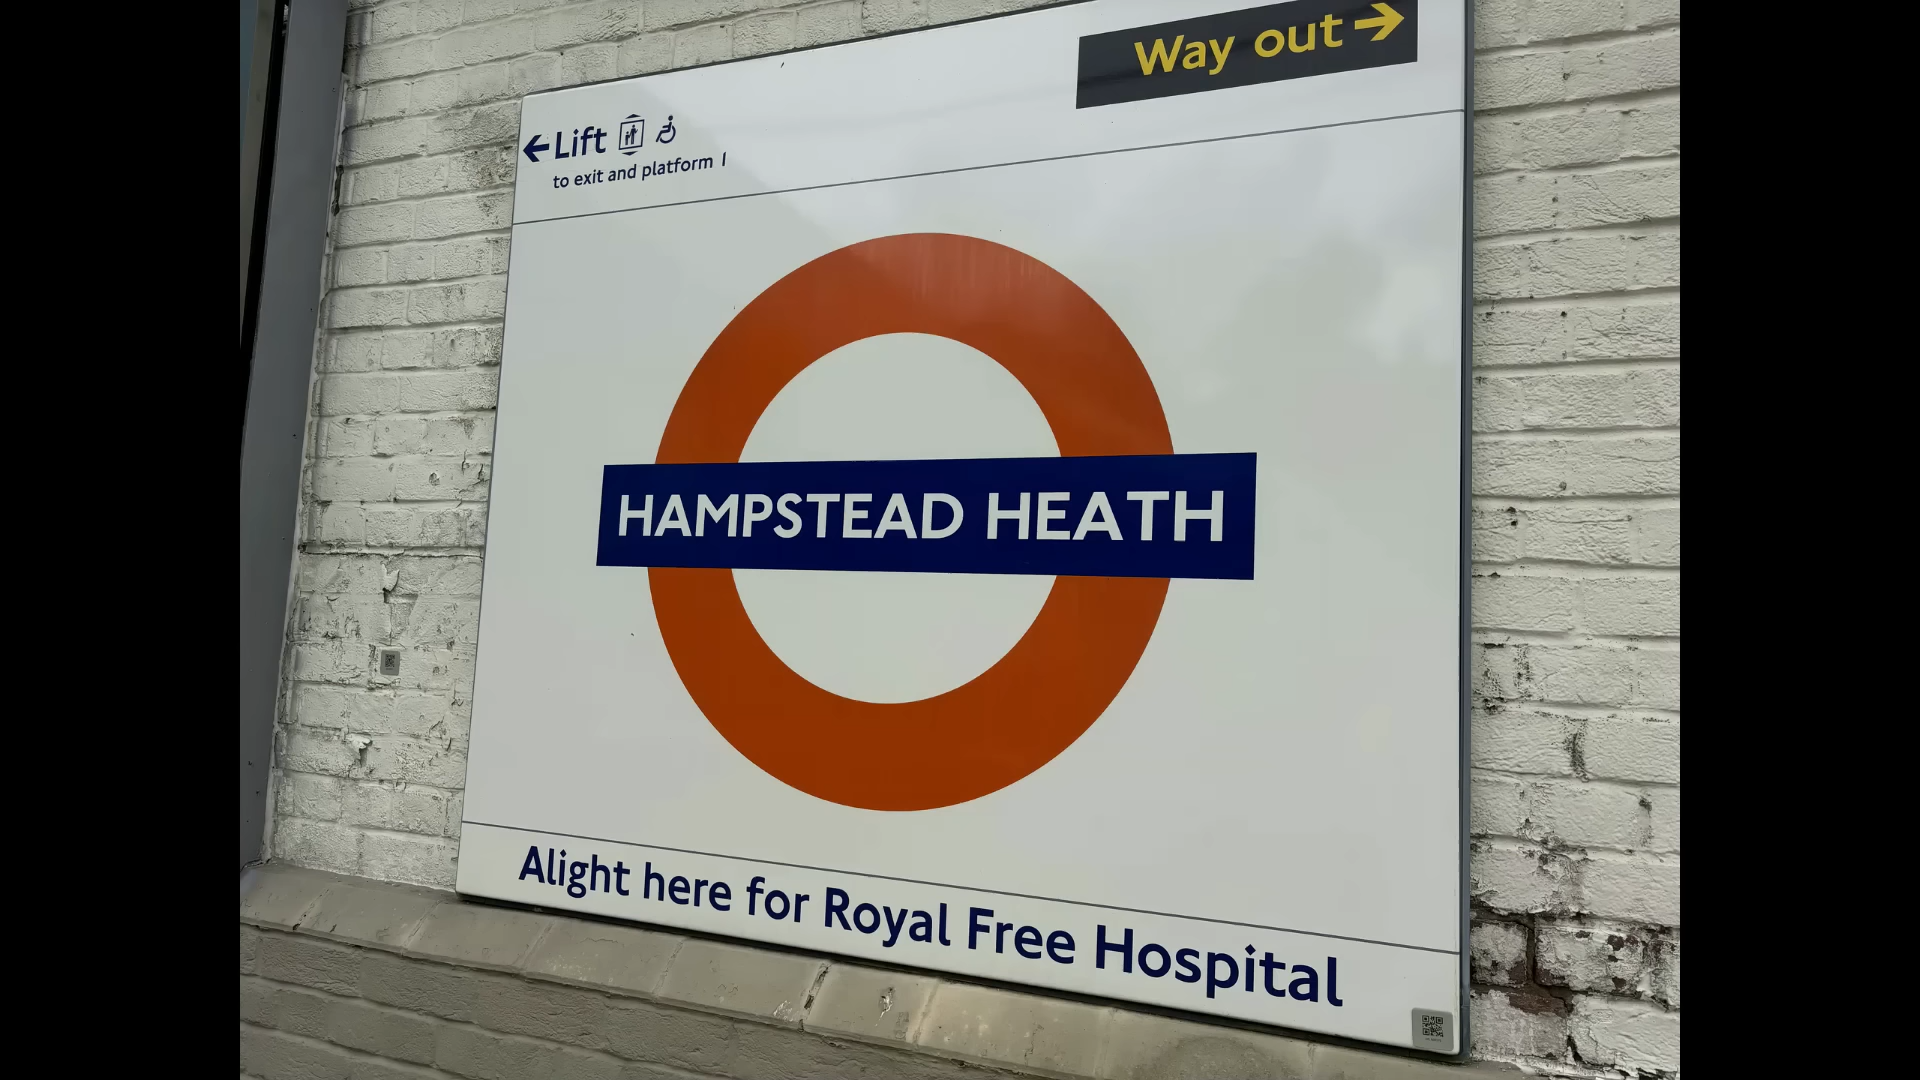 Way out
Lift
to exit and platform 1
HAMPSTEAD HEATH
Alight here for Royal Free Hospital